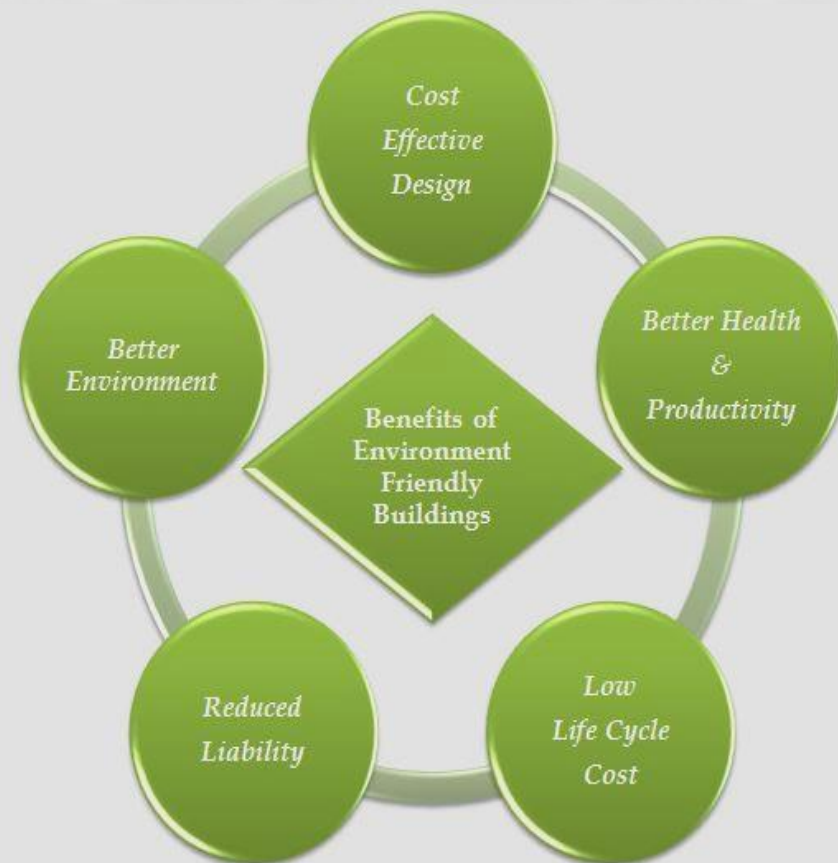 Cost
Effective
Design
Better Health
&
Productivity
Low
Life Cycle
Cost
Reduced
Liability
Better
Environment
Benefits of
Environment
Friendly
Buildings